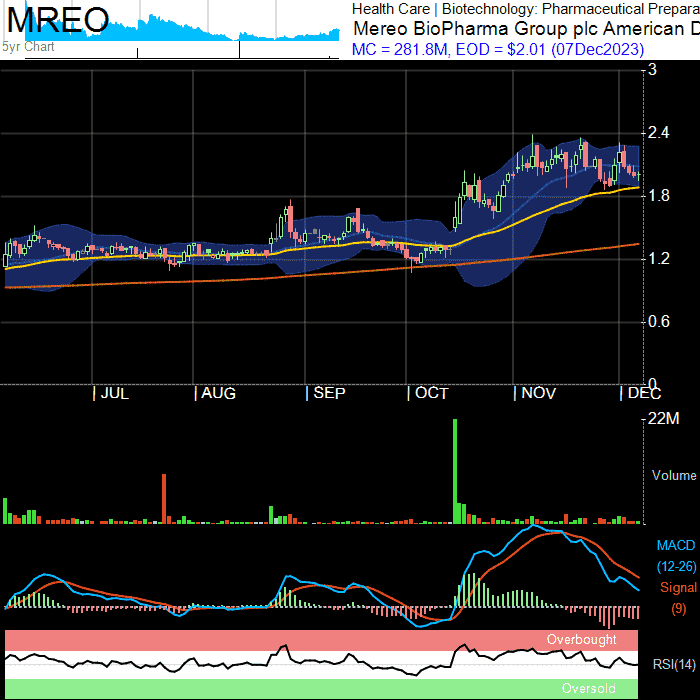 MREO
5yr Chart
Health Care | Biotechnology: Pharmaceutical Prepara
Mereo BioPharma Group plc American D
MC = 281.8M, EOD = $2.01 (07Dec2023)
3
2.4
1.8
1.2
0.6
0
JUL
AUG
SEP
OCT
NOV
DEC
22M
Volume
MACD
(12-26)
Signal
(9)
Overbought
RSI(14)
Oversold